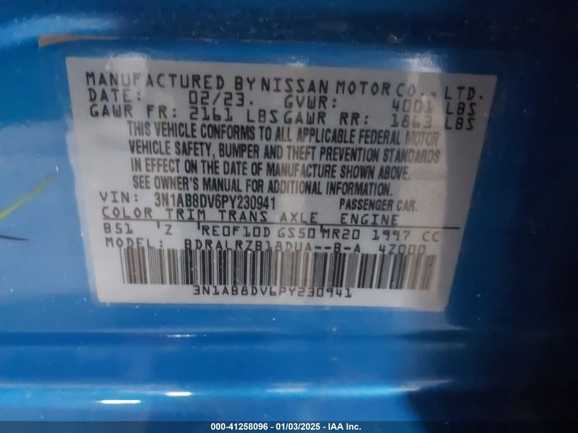 MANUFACTURED BY NISSAN MOTOR CO., LTD.
DATE: 02/23. GVWR: 4001 LBS
GAWR FR: 2161 LBS GAWR RR: 1863 LBS
THIS VEHICLE CONFORMS TO ALL APPLICABLE FEDERAL MOTOR
VEHICLE SAFETY, BUMPER AND THEFT PREVENTION STANDARDS
IN EFFECT ON THE DATE OF MANUFACTURE SHOWN ABOVE.
SEE OWNER'S MANUAL FOR ADDITIONAL INFORMATION.
VIN: 3N1AB8DV6PY230941 PASSENGER CAR.
COLOR TRIM TRANS AXLE ENGINE
B51 'Z 'RE0F10D GS50 MR20 1997 CC
MODEL: BDRALRZB18DUA--B-A 4Z000
3N1AB8DV6PY230941
000-41258096 - 01/03/2025 - IAA Inc.